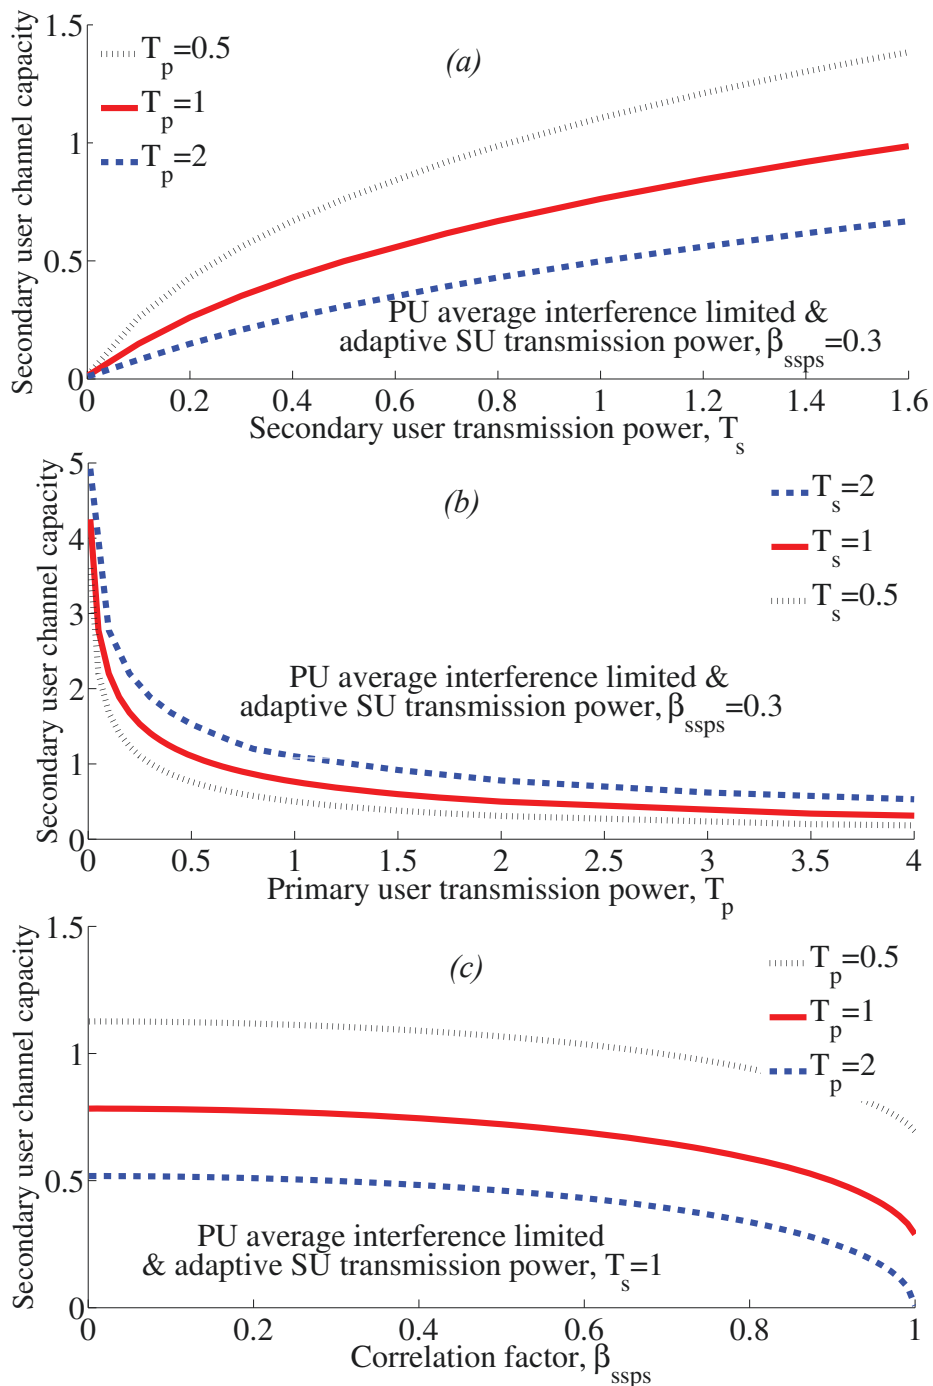 1.5
1
0.5
0
Secondary user channel capacity
T_p=0.5
T_p=1
T_p=2
(a)
PU average interference limited &
adaptive SU transmission power, β_ssps=0.3
0 0.2 0.4 0.6 0.8 1 1.2 1.4 1.6
Secondary user transmission power, T_s
5
4
3
2
1
0
Secondary user channel capacity
(b)
T_s=2
T_s=1
T_s=0.5
PU average interference limited &
adaptive SU transmission power, β_ssps=0.3
0 0.5 1 1.5 2 2.5 3 3.5 4
Primary user transmission power, T_p
1.5
1
0.5
0
Secondary user channel capacity
(c)
T_p=0.5
T_p=1
T_p=2
PU average interference limited
& adaptive SU transmission power, T_s=1
0 0.2 0.4 0.6 0.8 1
Correlation factor, β_ssps